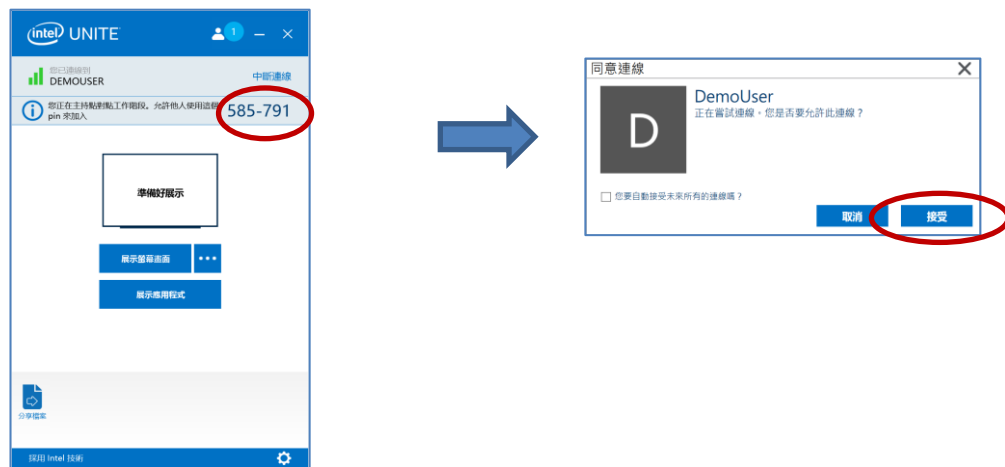 intel UNITE
1
您已連線到
DEMOUSER
中斷連線
您正在主持點對點工作階段。允許他人使用這個
pin 來加入
585-791
準備好展示
展示螢幕畫面
展示應用程式
分享檔案
採用 Intel 技術
同意連線
D
DemoUser
正在嘗試連線。您是否要允許此連線？
您要自動接受未來所有的連線嗎？
取消
接受